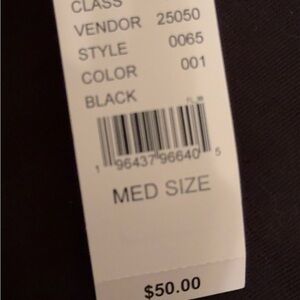 CLASS
VENDOR 25050
STYLE 0065
COLOR 001
BLACK
1 96437 96640 5
MED SIZE
$50.00